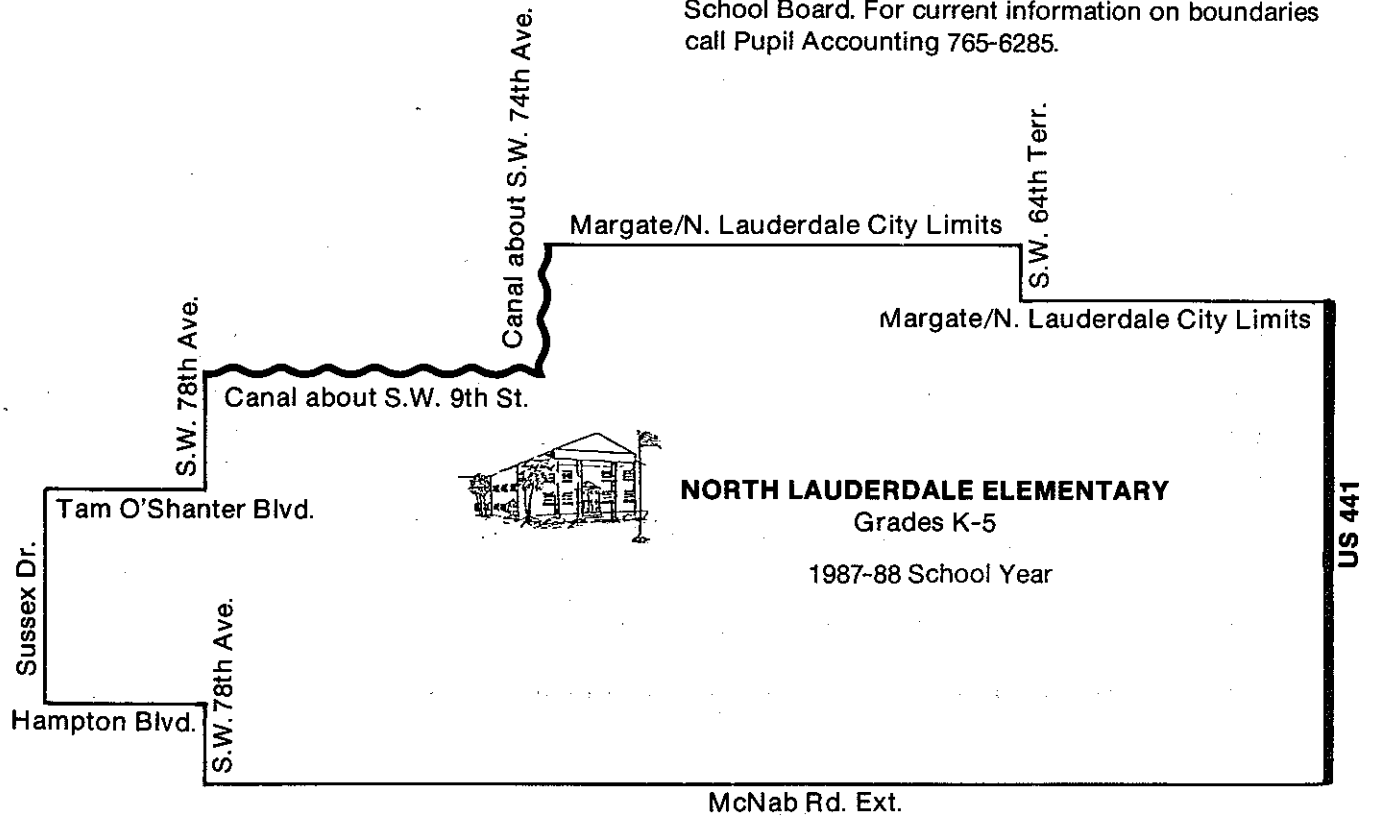 School Board. For current information on boundaries
call Pupil Accounting 765-6285.
Canal about S.W. 74th Ave.
S.W. 64th Terr.
Margate/N. Lauderdale City Limits
Margate/N. Lauderdale City Limits
S.W. 78th Ave.
Canal about S.W. 9th St.
NORTH LAUDERDALE ELEMENTARY
Grades K-5
1987-88 School Year
US 441
Tam O'Shanter Blvd.
Sussex Dr.
S.W. 78th Ave.
Hampton Blvd.
McNab Rd. Ext.